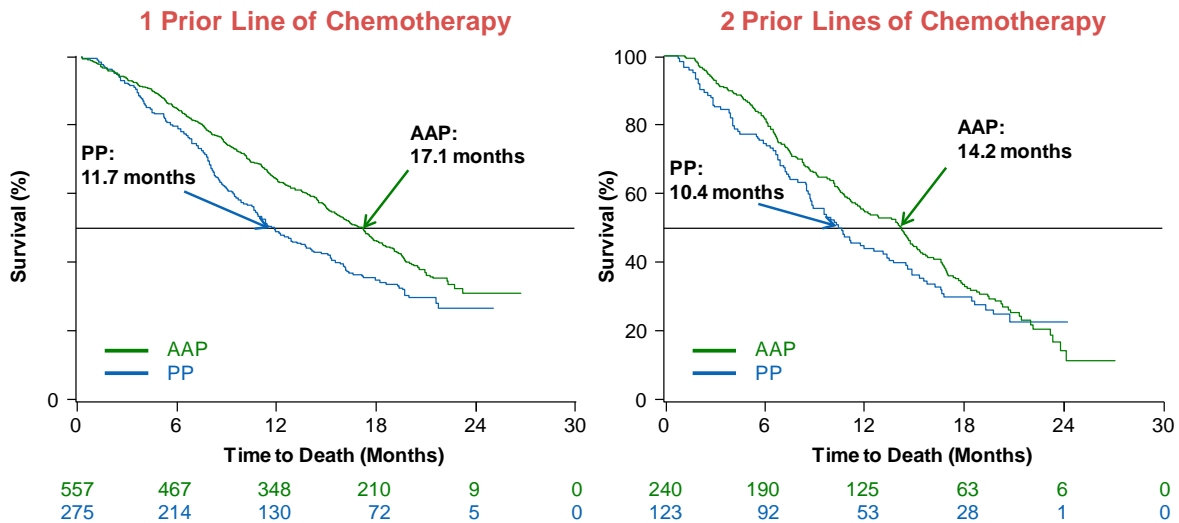 1 Prior Line of Chemotherapy
Survival (%)
0
PP:
11.7 months
AAP:
17.1 months
AAP
PP
0 6 12 18 24 30
Time to Death (Months)
557 467 348 210 9 0
275 214 130 72 5 0
2 Prior Lines of Chemotherapy
Survival (%)
100
80
60
40
20
0
PP:
10.4 months
AAP:
14.2 months
AAP
PP
0 6 12 18 24 30
Time to Death (Months)
240 190 125 63 6 0
123 92 53 28 1 0